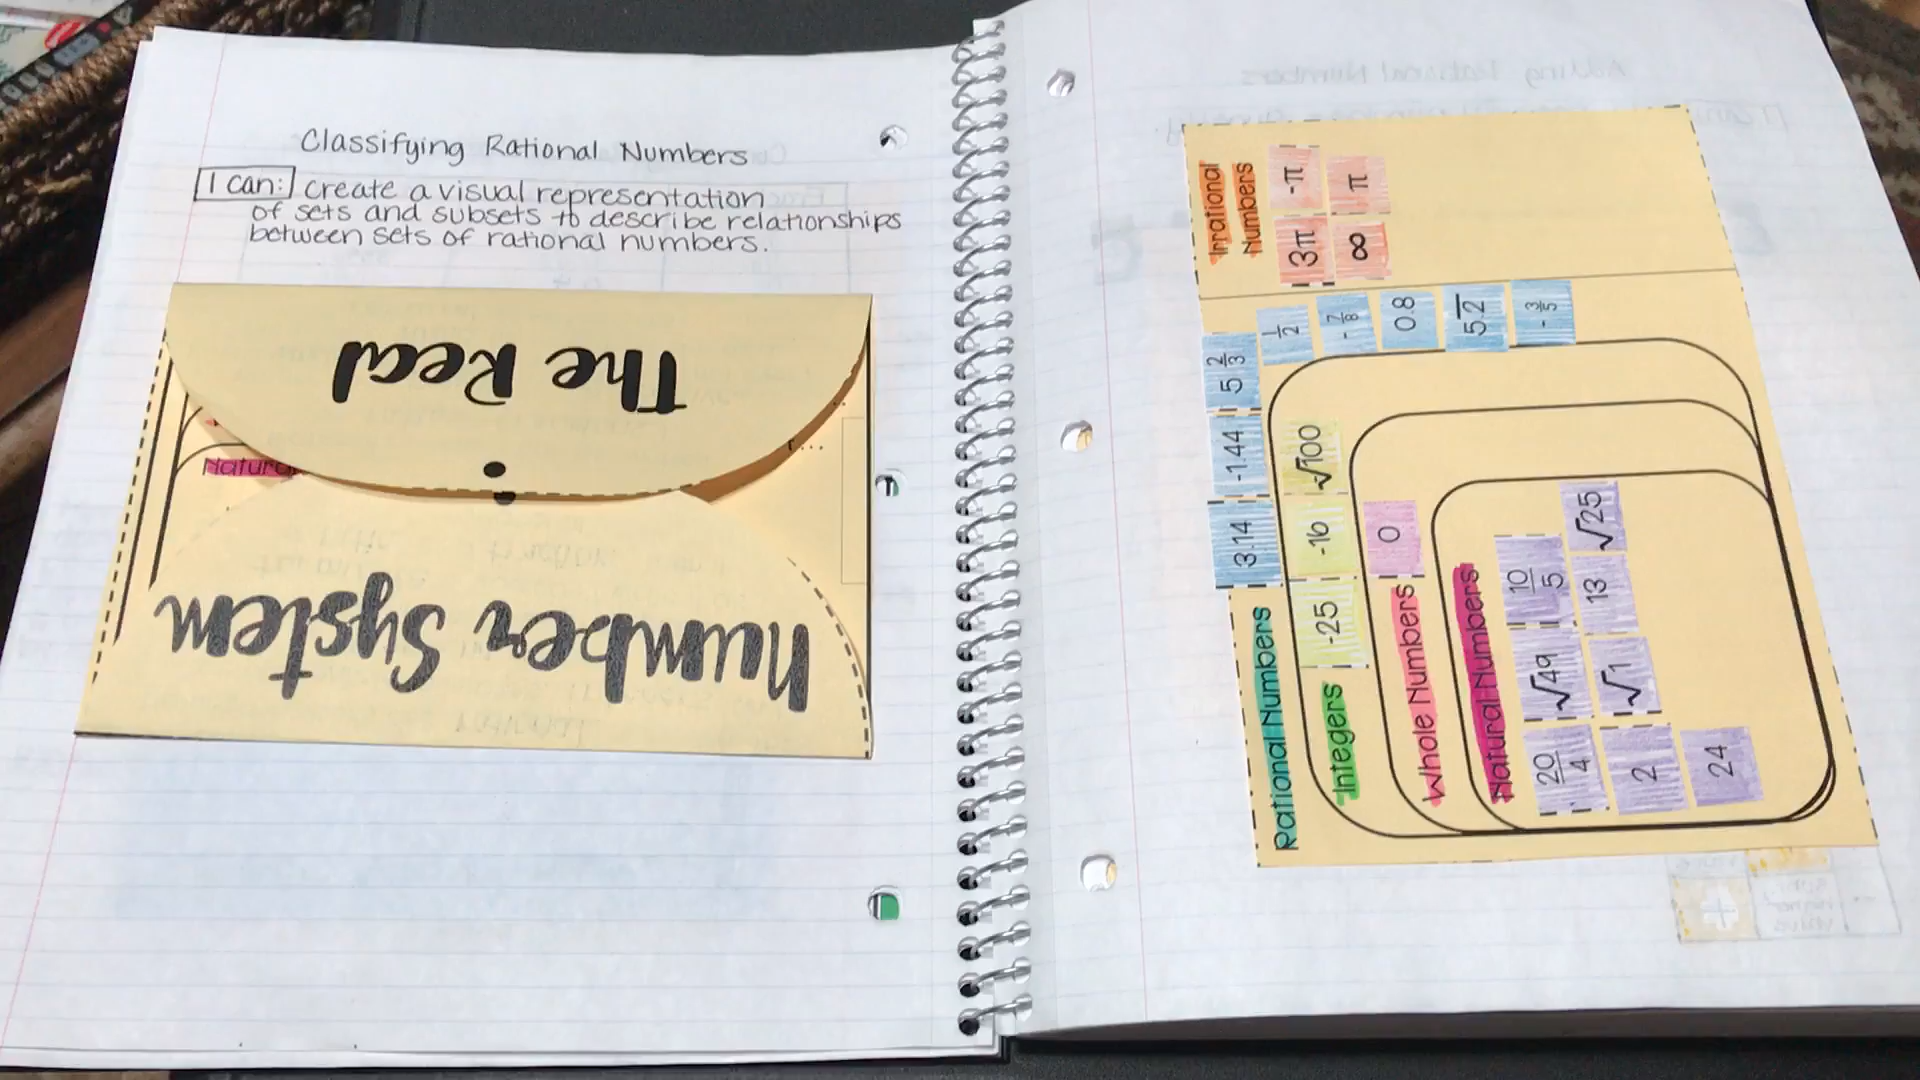 Classifying Rational Numbers
I can: create a visual representation
of sets and subsets to describe relationships
between sets of rational numbers.
The Real
Number System
Natura
Irrational
Numbers
3π -π
∞ π
Rational Numbers
3.14 -1.44 5 2/3
1/2
-7/8
0.8
5.2̅
-3/5
Integers
-25 -16 √100
Whole Numbers
0
Natural Numbers
20/4 √49 10/5
2 √1 13 √25
24